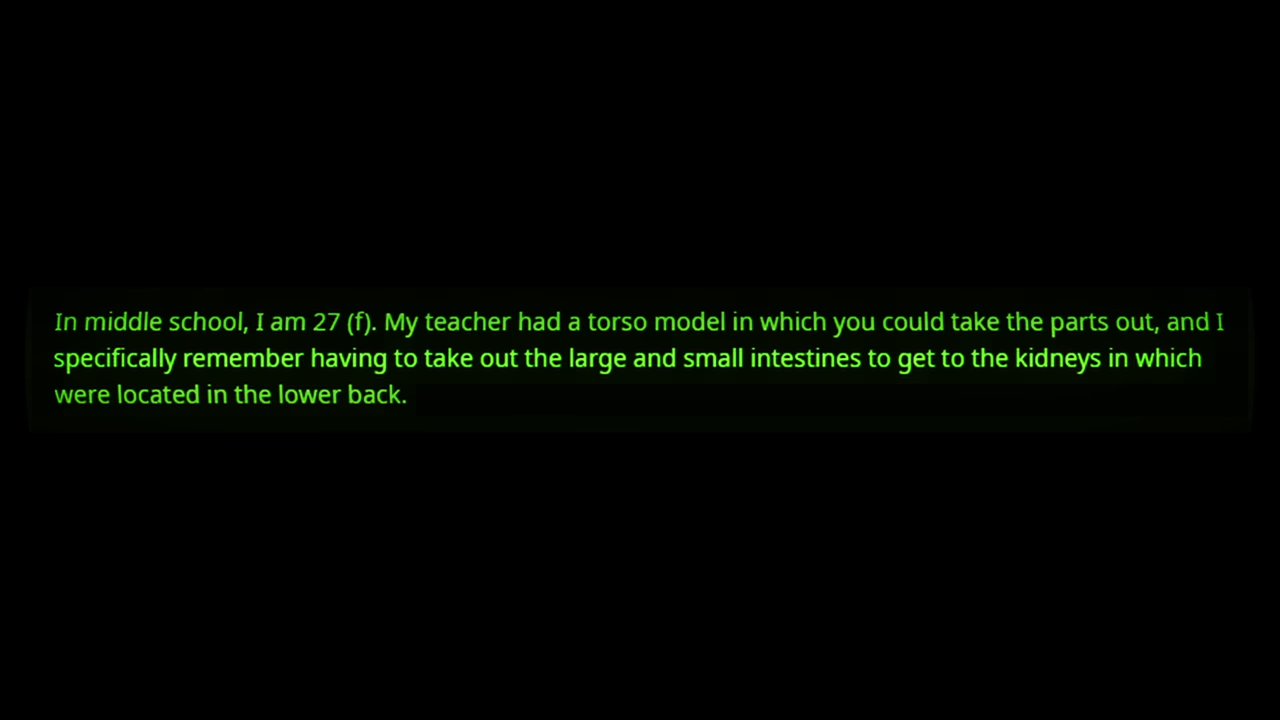 In middle school, I am 27 (f). My teacher had a torso model in which you could take the parts out, and I
specifically remember having to take out the large and small intestines to get to the kidneys in which
were located in the lower back.